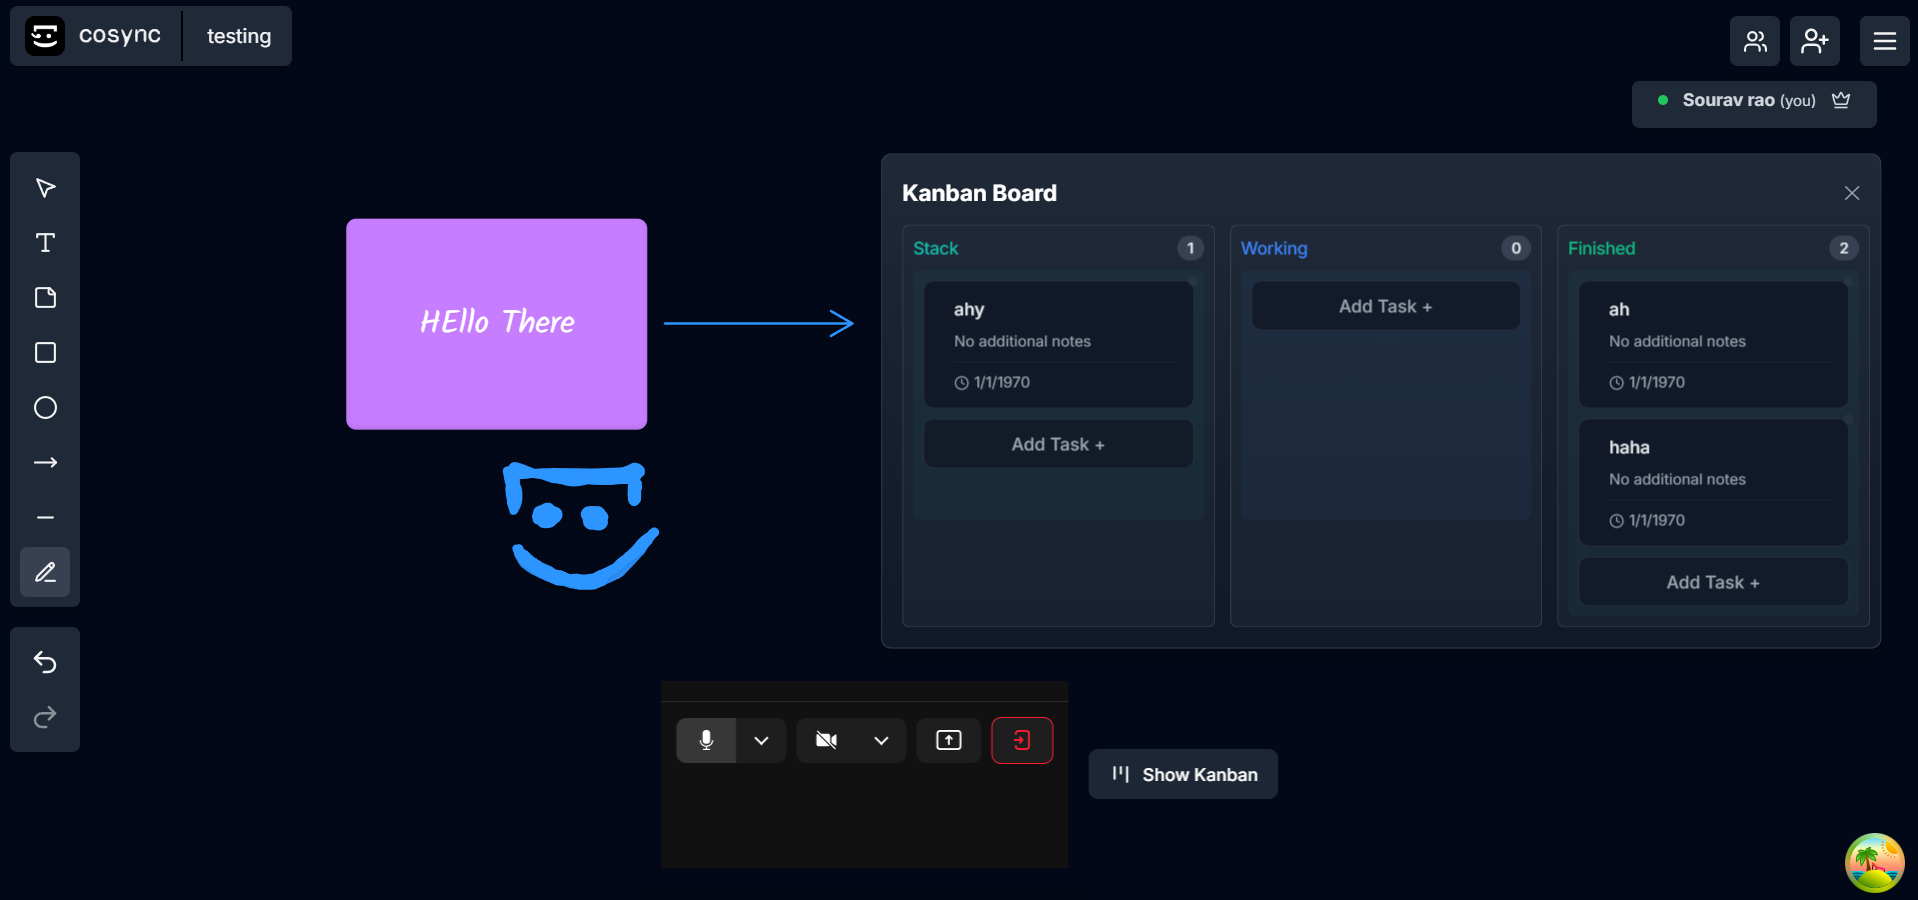 cosync
testing
Sourav rao (you)
HEllo There
Kanban Board
Stack
1
ahy
No additional notes
1/1/1970
Add Task +
Working
0
Add Task +
Finished
2
ah
No additional notes
1/1/1970
haha
No additional notes
1/1/1970
Add Task +
Show Kanban